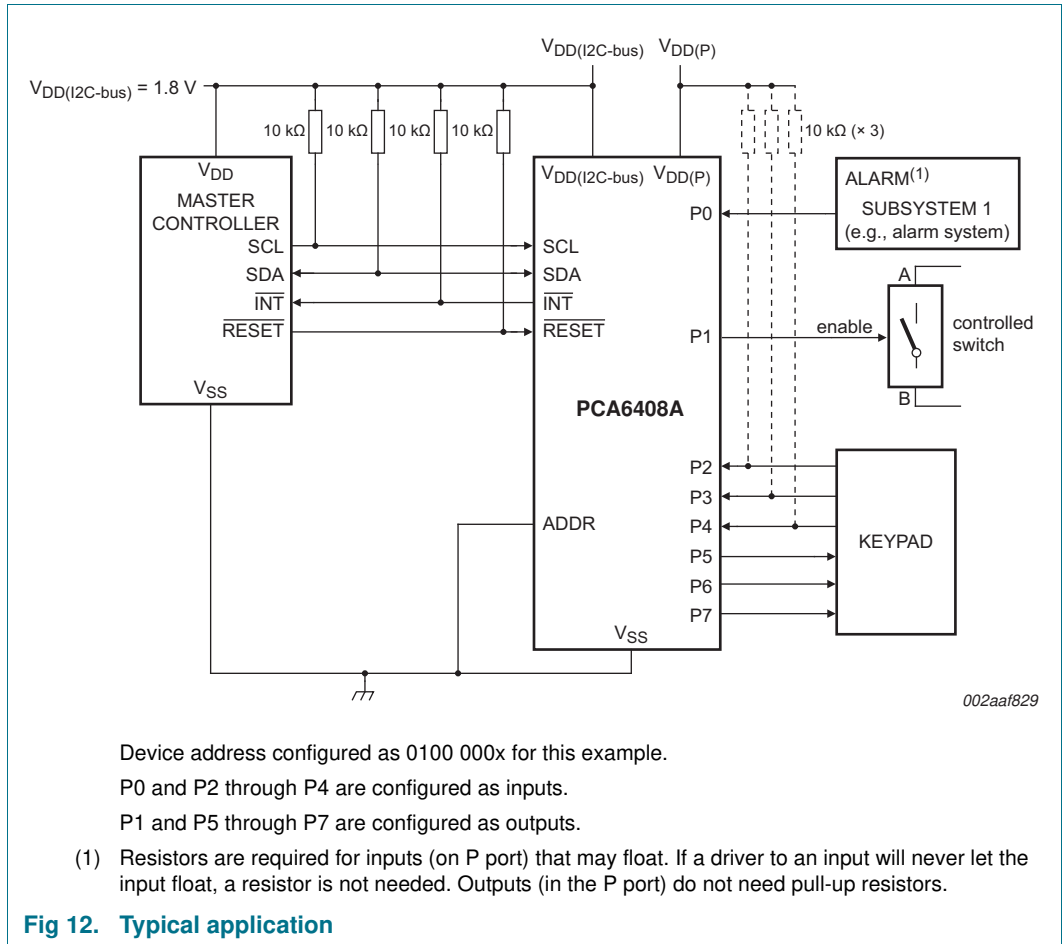 VDD(I2C-bus) VDD(P)
VDD(I2C-bus) = 1.8 V
10 kΩ 10 kΩ 10 kΩ 10 kΩ 10 kΩ (× 3)
VDD
MASTER
CONTROLLER
SCL
SDA
INT
RESET
VSS
VDD(I2C-bus) VDD(P)
SCL
SDA
INT
RESET
PCA6408A
ADDR
VSS
P0
P1
P2
P3
P4
P5
P6
P7
ALARM(1)
SUBSYSTEM 1
(e.g., alarm system)
A
enable
controlled
switch
B
KEYPAD
002aaf829
Device address configured as 0100 000x for this example.
P0 and P2 through P4 are configured as inputs.
P1 and P5 through P7 are configured as outputs.
(1) Resistors are required for inputs (on P port) that may float. If a driver to an input will never let the
input float, a resistor is not needed. Outputs (in the P port) do not need pull-up resistors.
Fig 12. Typical application